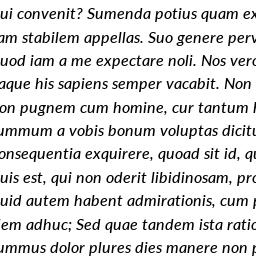 ui convenit? Sumenda potius quam ex
am stabilem appellas. Suo genere perv
uod iam a me expectare noli. Nos vero
aque his sapiens semper vacabit. Non
on pugnem cum homine, cur tantum h
ummum a vobis bonum voluptas dicitu
onsequentia exquirere, quoad sit id, qu
uis est, qui non oderit libidinosam, pro
uid autem habent admirationis, cum p
dem adhuc; Sed quae tandem ista ratio
ummus dolor plures dies manere non p